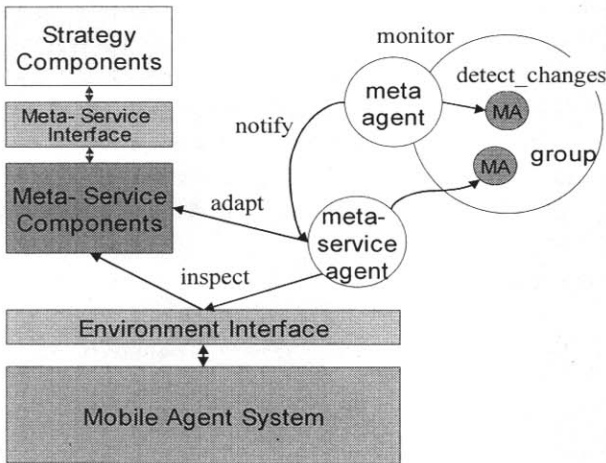 Strategy
Components
Meta- Service
Interface
Meta- Service
Components
monitor
detect_changes
meta
agent
MA
notify
MA
group
adapt
meta-
service
agent
inspect
Environment Interface
Mobile Agent System